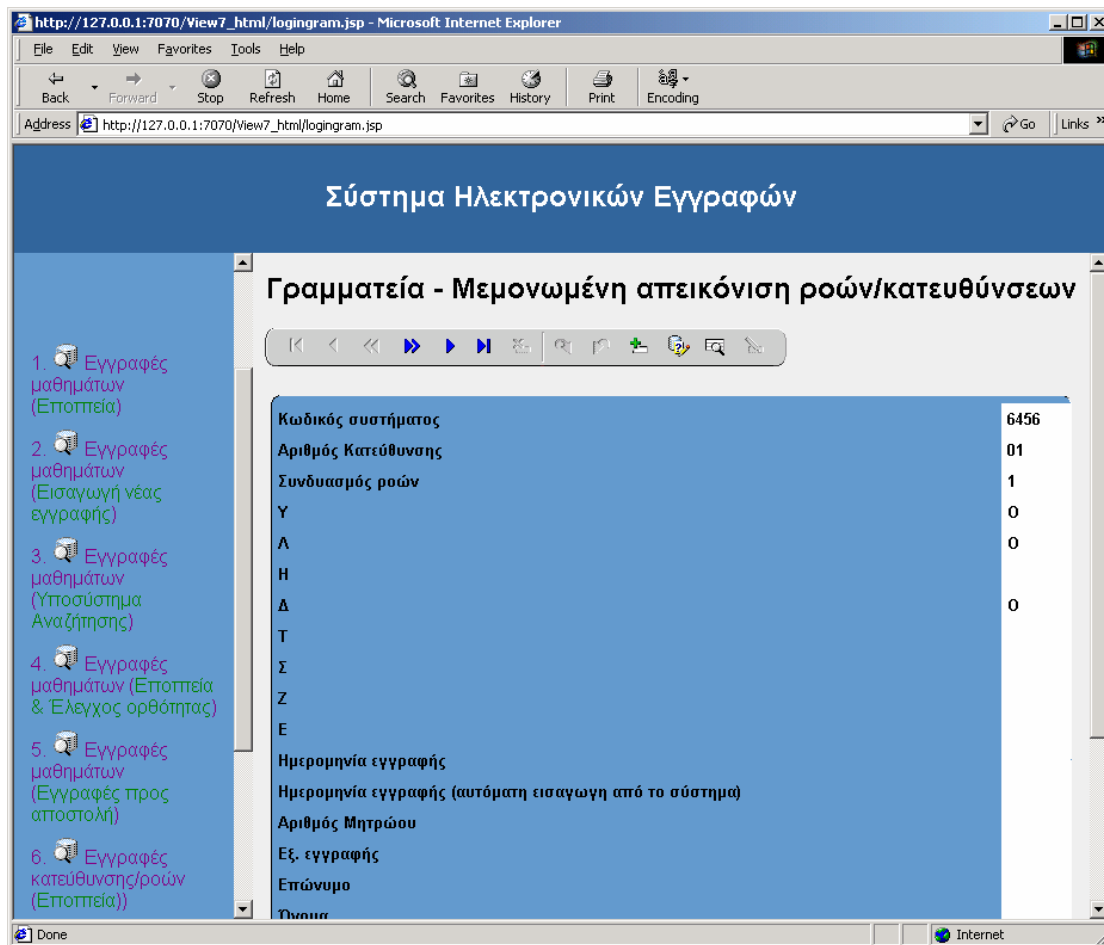 http://127.0.0.1:7070/View7_html/logingram.jsp - Microsoft Internet Explorer
File Edit View Favorites Tools Help
Back Forward Stop Refresh Home Search Favorites History Print Encoding
Address http://127.0.0.1:7070/View7_html/logingram.jsp Go Links »
Σύστημα Ηλεκτρονικών Εγγραφών
1. Εγγραφές
μαθημάτων
(Εποπτεία)
2. Εγγραφές
μαθημάτων
(Εισαγωγή νέας
εγγραφής)
3. Εγγραφές
μαθημάτων
(Υποσύστημα
Αναζήτησης)
4. Εγγραφές
μαθημάτων (Εποπτεία
& Έλεγχος ορθότητας)
5. Εγγραφές
μαθημάτων
(Εγγραφές προς
αποστολή)
6. Εγγραφές
κατεύθυνσης/ροών
(Εποπτεία))
Γραμματεία - Μεμονωμένη απεικόνιση ροών/κατευθύνσεων
Κωδικός συστήματος 6456
Αριθμός Κατεύθυνσης 01
Συνδυασμός ροών 1
Υ Ο
Λ Ο
Η
Δ Ο
Τ
Σ
Ζ
Ε
Ημερομηνία εγγραφής
Ημερομηνία εγγραφής (αυτόματη εισαγωγη από το σύστημα)
Αριθμός Μητρώου
Εξ. εγγραφής
Επώνυμο
Όνομα
Done Internet